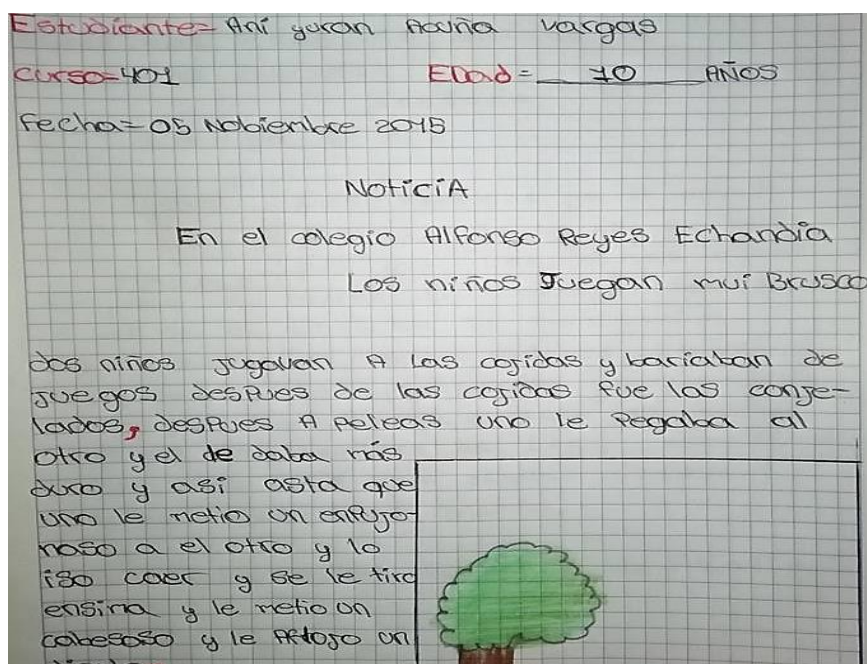 Estudiante= Ani yuran Acuña vargas
curso=401 Edad= 10 AÑOS
Fecha= 05 Nobiembre 2015
NoticiA
En el colegio Alfonso Reyes Echandia
Los niños Juegan mui Brusco
dos niños jugavan A Las cojidas y bariaban de
juegos despues de las cojidas fue los conje-
lados, despues A peleas uno le pegaba al
otro y el de daba más
duro y asi asta que
uno le metio un enpujo-
noso a el otro y lo
iso caer y se le tiro
ensima y le metio un
cabesoso y le un